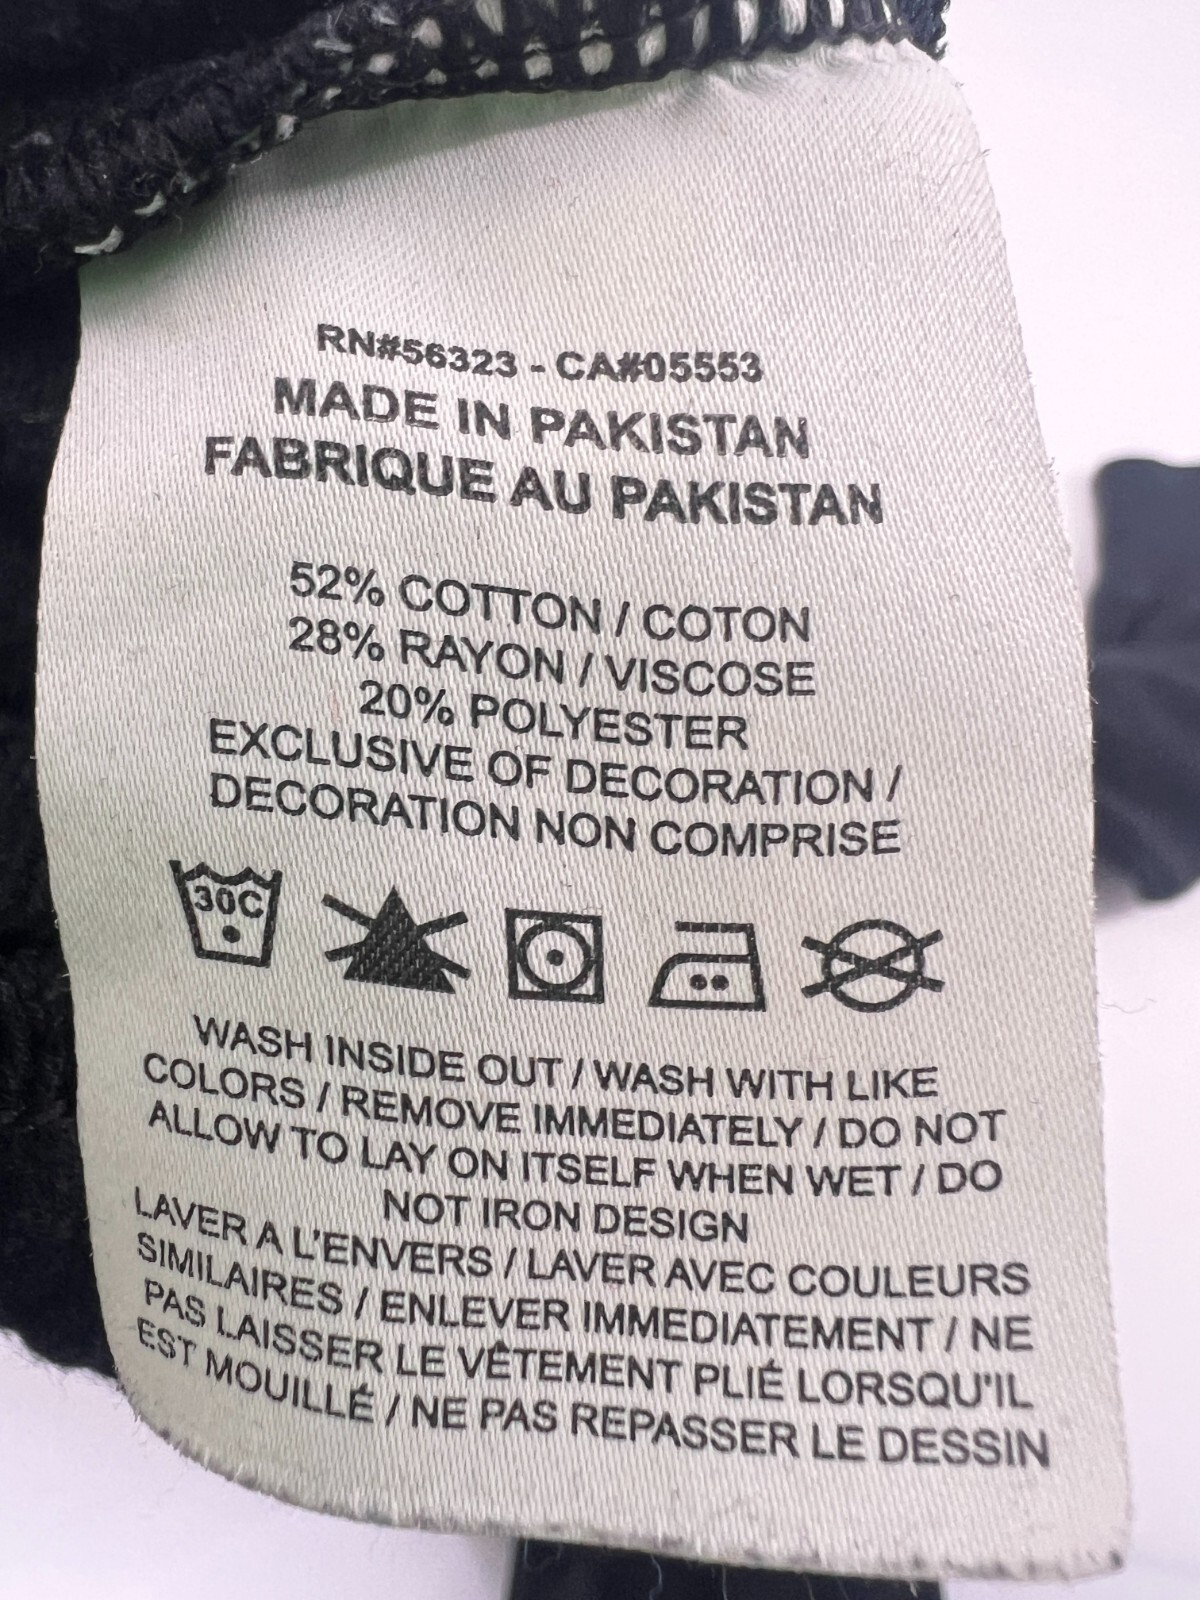 RN#56323 - CA#05553
MADE IN PAKISTAN
FABRIQUE AU PAKISTAN
52% COTTON / COTON
28% RAYON / VISCOSE
20% POLYESTER
EXCLUSIVE OF DECORATION /
DECORATION NON COMPRISE
30C
WASH INSIDE OUT / WASH WITH LIKE
COLORS / REMOVE IMMEDIATELY / DO NOT
ALLOW TO LAY ON ITSELF WHEN WET / DO
NOT IRON DESIGN
LAVER A L'ENVERS / LAVER AVEC COULEURS
SIMILAIRES / ENLEVER IMMEDIATEMENT / NE
PAS LAISSER LE VÊTEMENT PLIÉ LORSQU'IL
EST MOUILLÉ / NE PAS REPASSER LE DESSIN